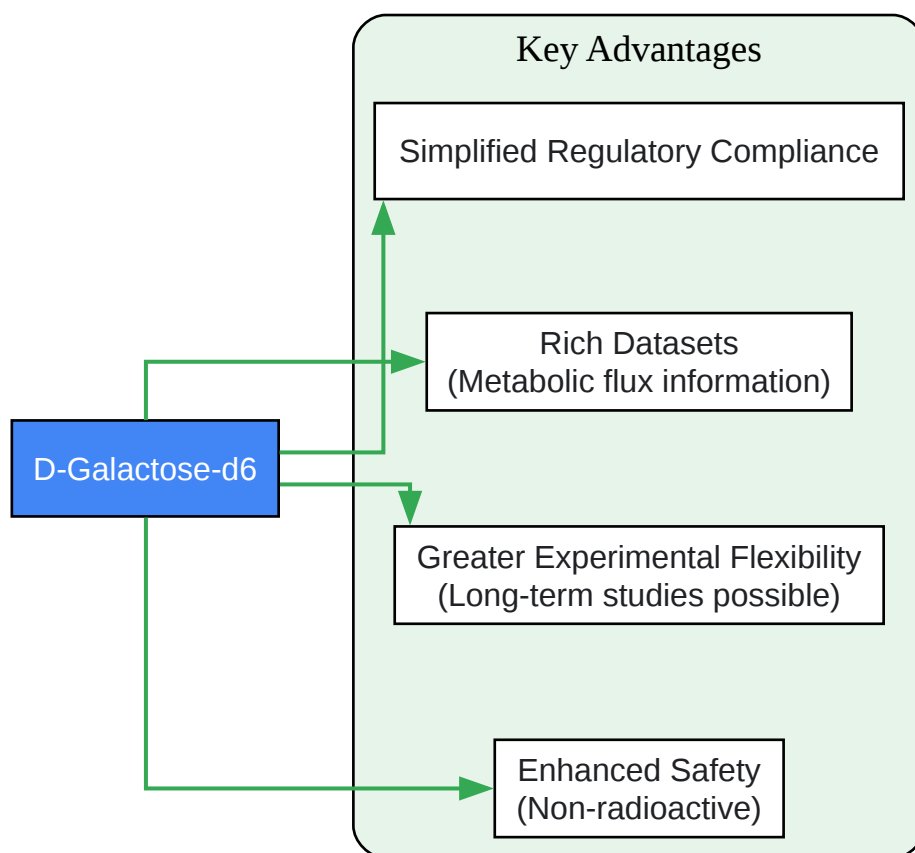 Key Advantages
Simplified Regulatory Compliance
Rich Datasets
(Metabolic flux information)
D-Galactose-d6
Greater Experimental Flexibility
(Long-term studies possible)
Enhanced Safety
(Non-radioactive)